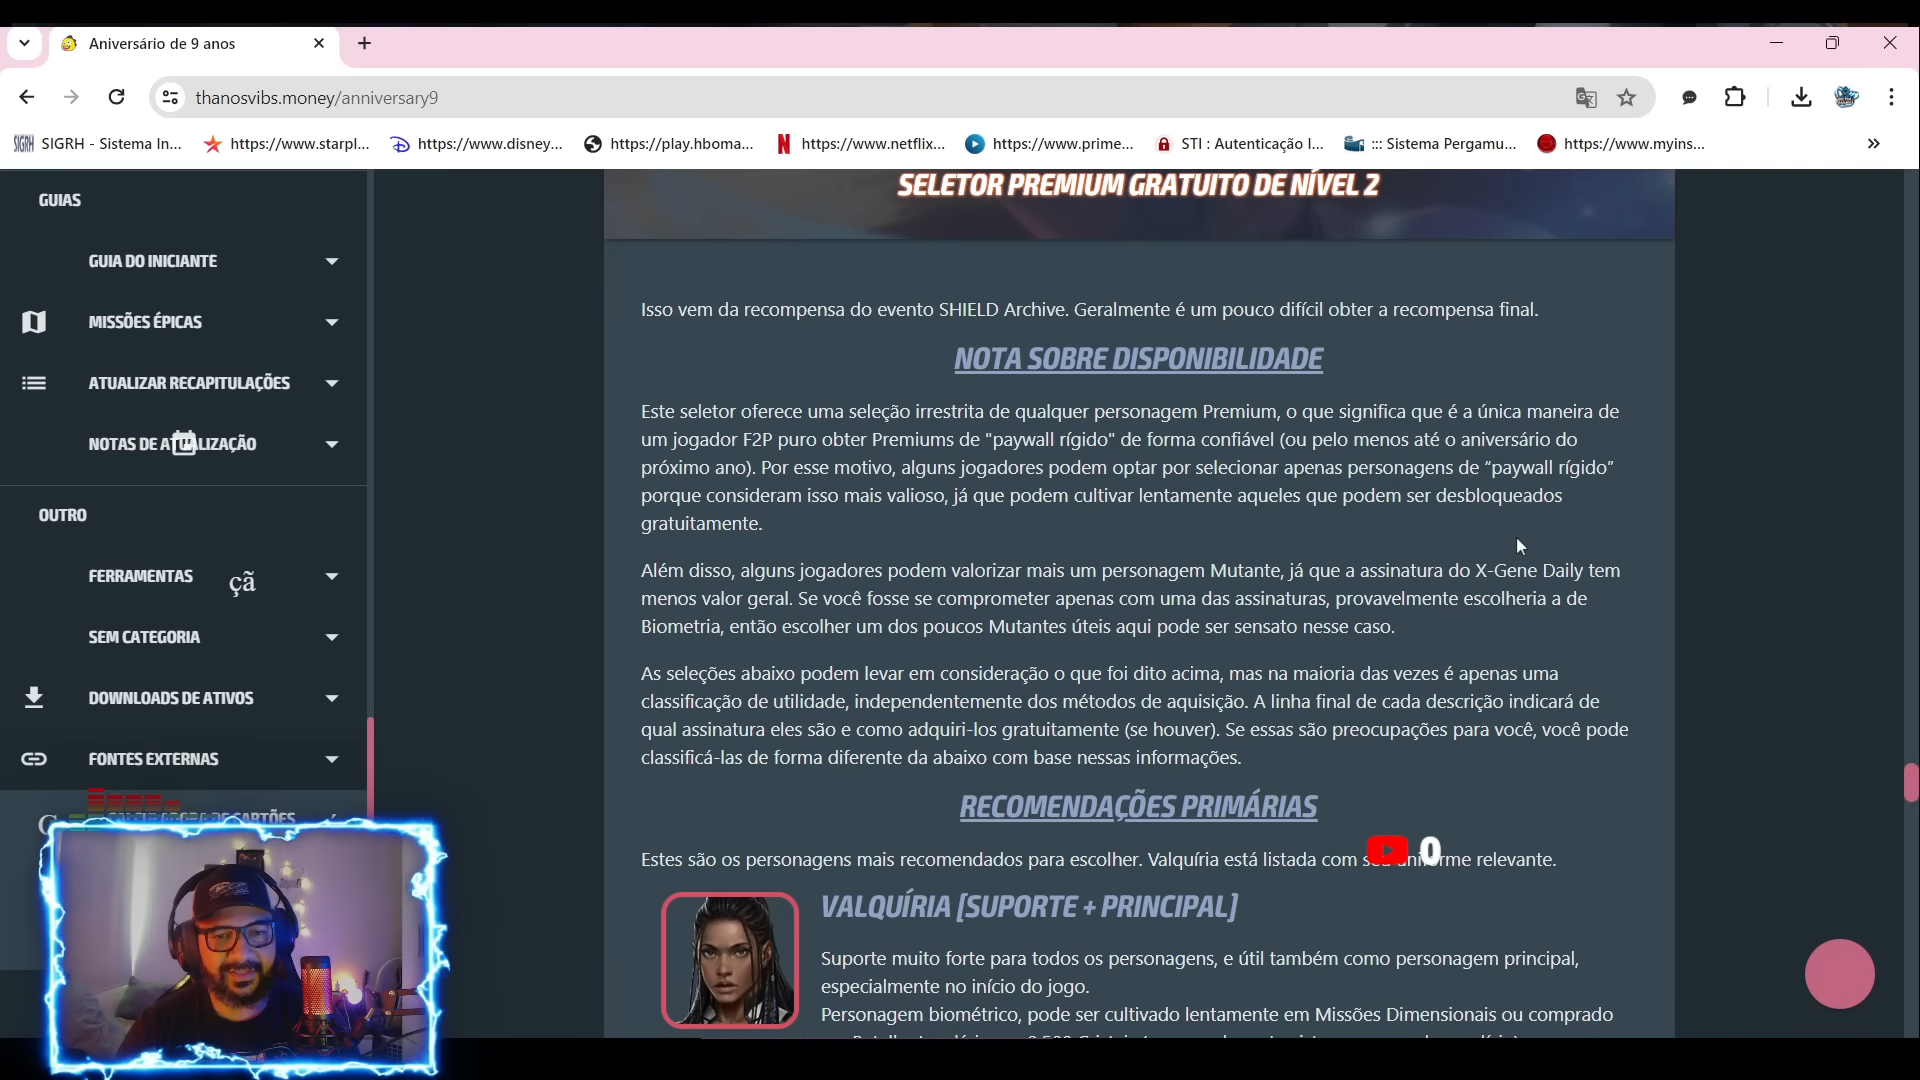 Aniversário de 9 anos
thanosvibs.money/anniversary9
SIGRH - Sistema In...
https://www.starpl...
https://www.disney...
https://play.hboma...
https://www.netflix...
https://www.prime...
STI : Autenticação I...
::: Sistema Pergamu...
https://www.myins...
GUIAS
GUIA DO INICIANTE
MISSÕES ÉPICAS
ATUALIZAR RECAPITULAÇÕES
NOTAS DE ATUALIZAÇÃO
OUTRO
FERRAMENTAS
çã
SEM CATEGORIA
DOWNLOADS DE ATIVOS
FONTES EXTERNAS
SELETOR PREMIUM GRATUITO DE NÍVEL 2
Isso vem da recompensa do evento SHIELD Archive. Geralmente é um pouco difícil obter a recompensa final.
NOTA SOBRE DISPONIBILIDADE
Este seletor oferece uma seleção irrestrita de qualquer personagem Premium, o que significa que é a única maneira de
um jogador F2P puro obter Premiums de "paywall rígido" de forma confiável (ou pelo menos até o aniversário do
próximo ano). Por esse motivo, alguns jogadores podem optar por selecionar apenas personagens de “paywall rígido”
porque consideram isso mais valioso, já que podem cultivar lentamente aqueles que podem ser desbloqueados
gratuitamente.
Além disso, alguns jogadores podem valorizar mais um personagem Mutante, já que a assinatura do X-Gene Daily tem
menos valor geral. Se você fosse se comprometer apenas com uma das assinaturas, provavelmente escolheria a de
Biometria, então escolher um dos poucos Mutantes úteis aqui pode ser sensato nesse caso.
As seleções abaixo podem levar em consideração o que foi dito acima, mas na maioria das vezes é apenas uma
classificação de utilidade, independentemente dos métodos de aquisição. A linha final de cada descrição indicará de
qual assinatura eles são e como adquiri-los gratuitamente (se houver). Se essas são preocupações para você, você pode
classificá-las de forma diferente da abaixo com base nessas informações.
RECOMENDAÇÕES PRIMÁRIAS
Estes são os personagens mais recomendados para escolher. Valquíria está listada com seu uniforme relevante.
0
VALQUÍRIA [SUPORTE + PRINCIPAL]
Suporte muito forte para todos os personagens, e útil também como personagem principal,
especialmente no início do jogo.
Personagem biométrico, pode ser cultivado lentamente em Missões Dimensionais ou comprado